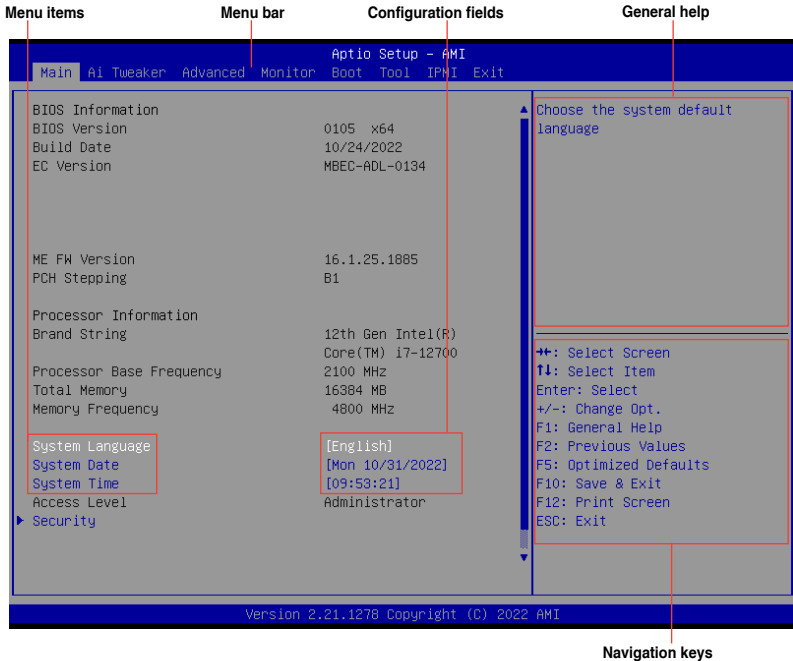 Menu items
Menu bar
Configuration fields
General help
Aptio Setup – AMI
Main Ai Tweaker Advanced Monitor Boot Tool IPMI Exit
BIOS Information
BIOS Version 0105 x64
Build Date 10/24/2022
EC Version MBEC-ADL-0134
ME FW Version 16.1.25.1885
PCH Stepping B1
Processor Information
Brand String 12th Gen Intel(R)
Core(TM) i7-12700
Processor Base Frequency 2100 MHz
Total Memory 16384 MB
Memory Frequency 4800 MHz
System Language [English]
System Date [Mon 10/31/2022]
System Time [09:53:21]
Access Level Administrator
Security
Choose the system default
language
→←: Select Screen
↑↓: Select Item
Enter: Select
+/-: Change Opt.
F1: General Help
F2: Previous Values
F5: Optimized Defaults
F10: Save & Exit
F12: Print Screen
ESC: Exit
Version 2.21.1278 Copyright (C) 2022 AMI
Navigation keys